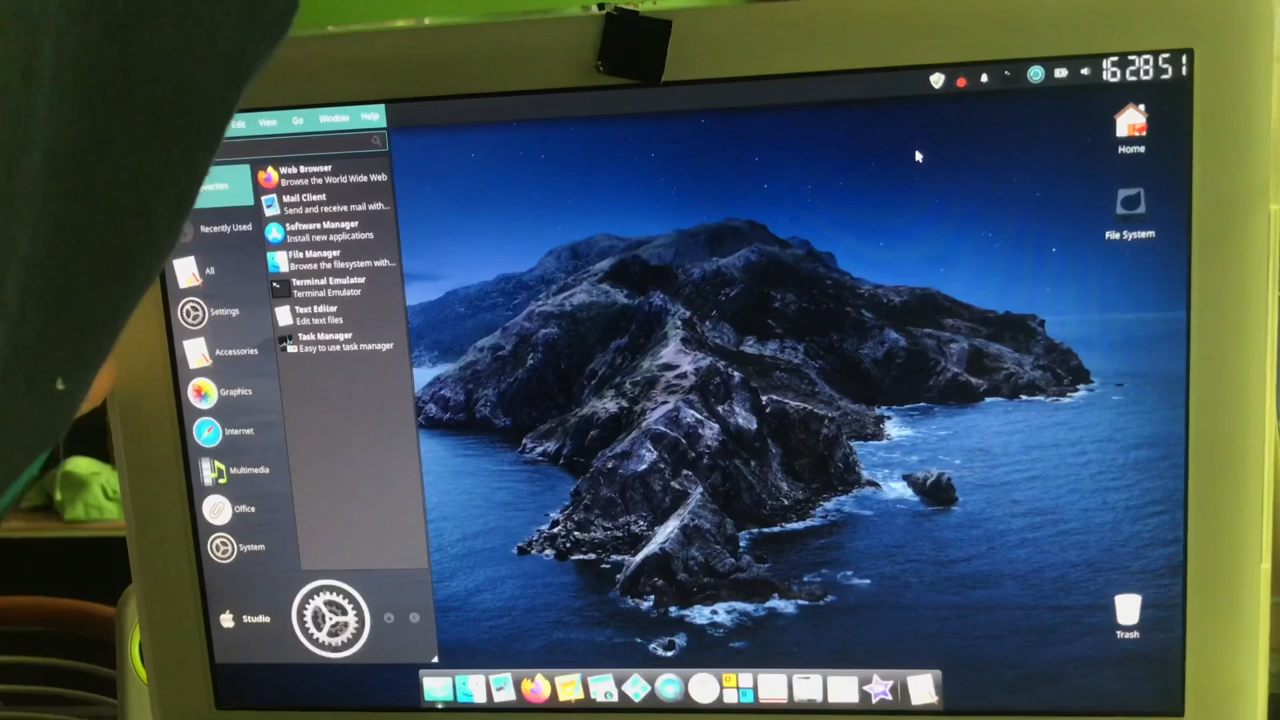 16 28 51
Edit View Go Window Help
Favorites
Recently Used
All
Settings
Accessories
Graphics
Internet
Multimedia
Office
System
Web Browser
Browse the World Wide Web
Mail Client
Send and receive mail with...
Software Manager
Install new applications
File Manager
Browse the filesystem with...
Terminal Emulator
Terminal Emulator
Text Editor
Edit text files
Task Manager
Easy to use task manager
Studio
Home
File System
Trash